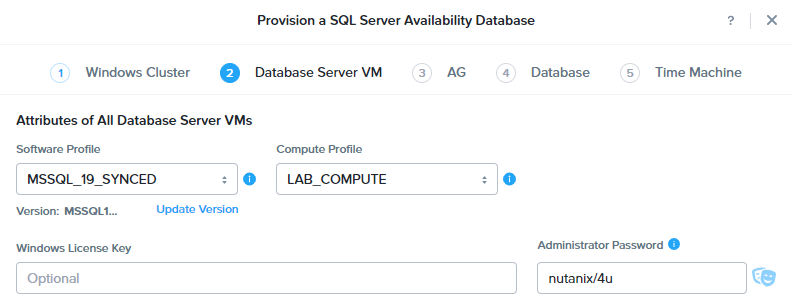 Provision a SQL Server Availability Database
?
1 Windows Cluster 2 Database Server VM 3 AG 4 Database 5 Time Machine
Attributes of All Database Server VMs
Software Profile Compute Profile
MSSQL_19_SYNCED LAB_COMPUTE
Version: MSSQL1... Update Version
Windows License Key Administrator Password
Optional nutanix/4u